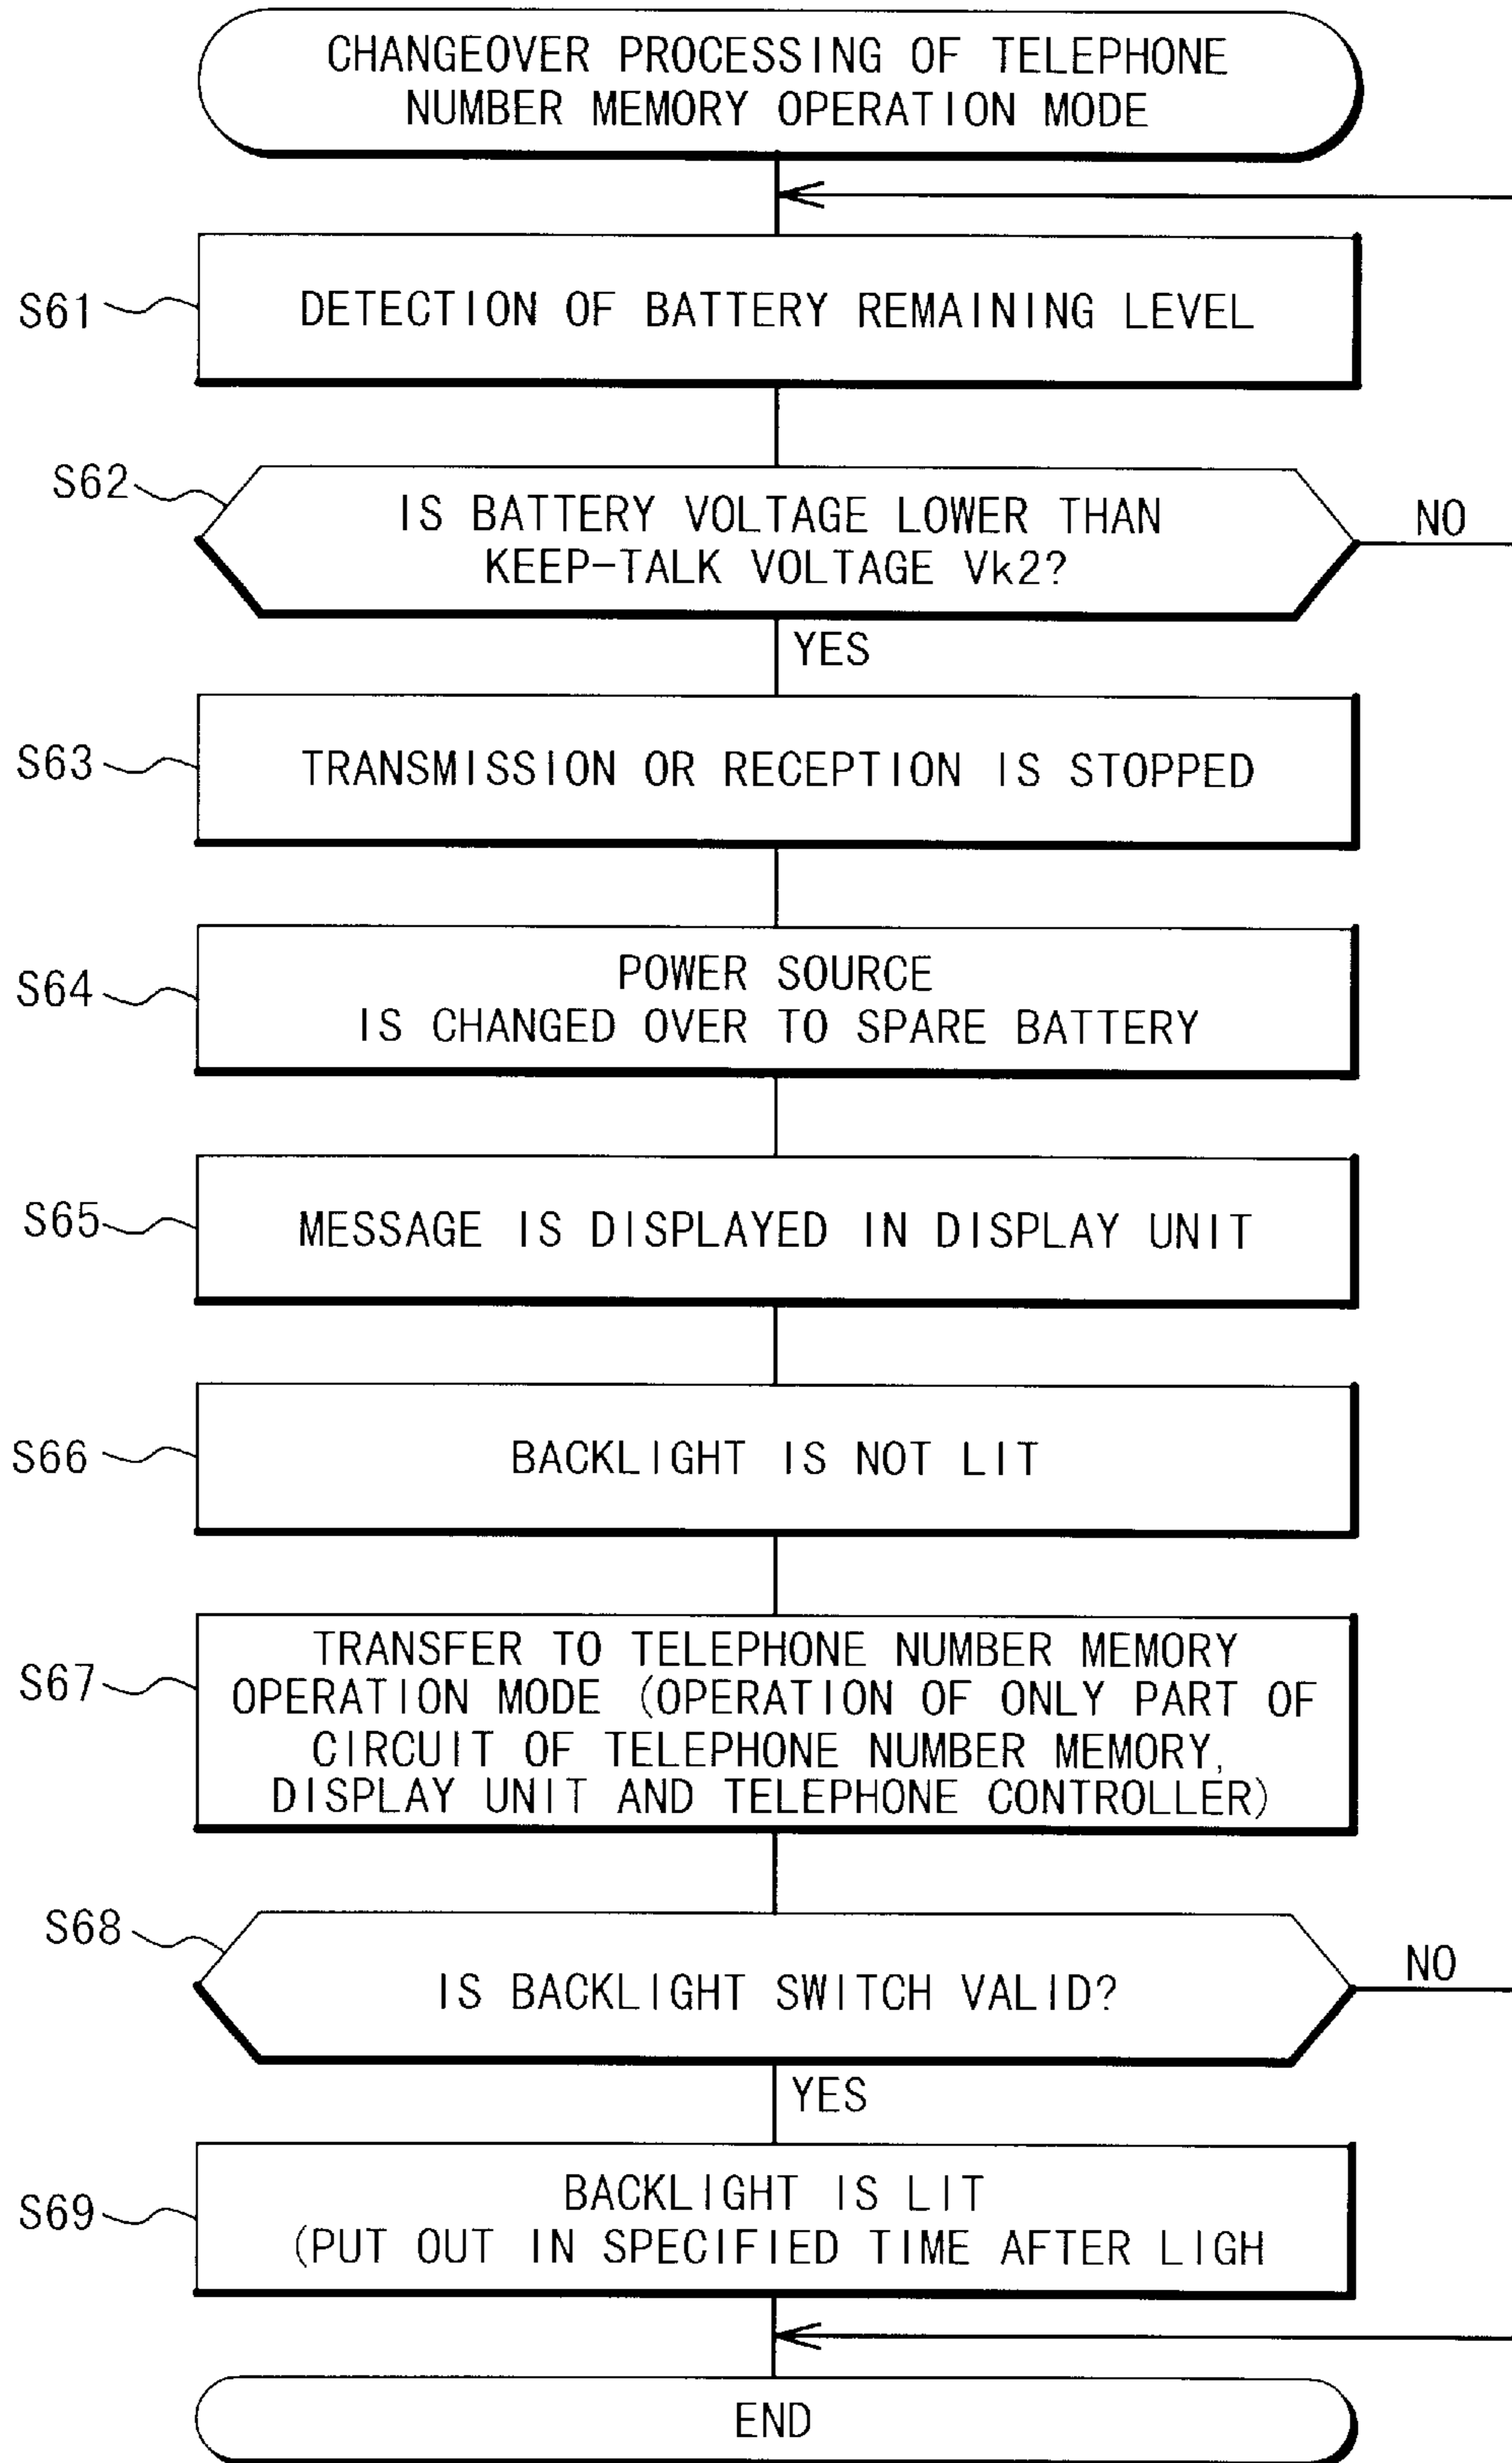 CHANGEOVER PROCESSING OF TELEPHONE
NUMBER MEMORY OPERATION MODE
S61
DETECTION OF BATTERY REMAINING LEVEL
S62
IS BATTERY VOLTAGE LOWER THAN
KEEP-TALK VOLTAGE Vk2?
NO
YES
S63
TRANSMISSION OR RECEPTION IS STOPPED
S64
POWER SOURCE
IS CHANGED OVER TO SPARE BATTERY
S65
MESSAGE IS DISPLAYED IN DISPLAY UNIT
S66
BACKLIGHT IS NOT LIT
S67
TRANSFER TO TELEPHONE NUMBER MEMORY
OPERATION MODE (OPERATION OF ONLY PART OF
CIRCUIT OF TELEPHONE NUMBER MEMORY,
DISPLAY UNIT AND TELEPHONE CONTROLLER)
S68
IS BACKLIGHT SWITCH VALID?
NO
YES
S69
BACKLIGHT IS LIT
(PUT OUT IN SPECIFIED TIME AFTER LIGH
END